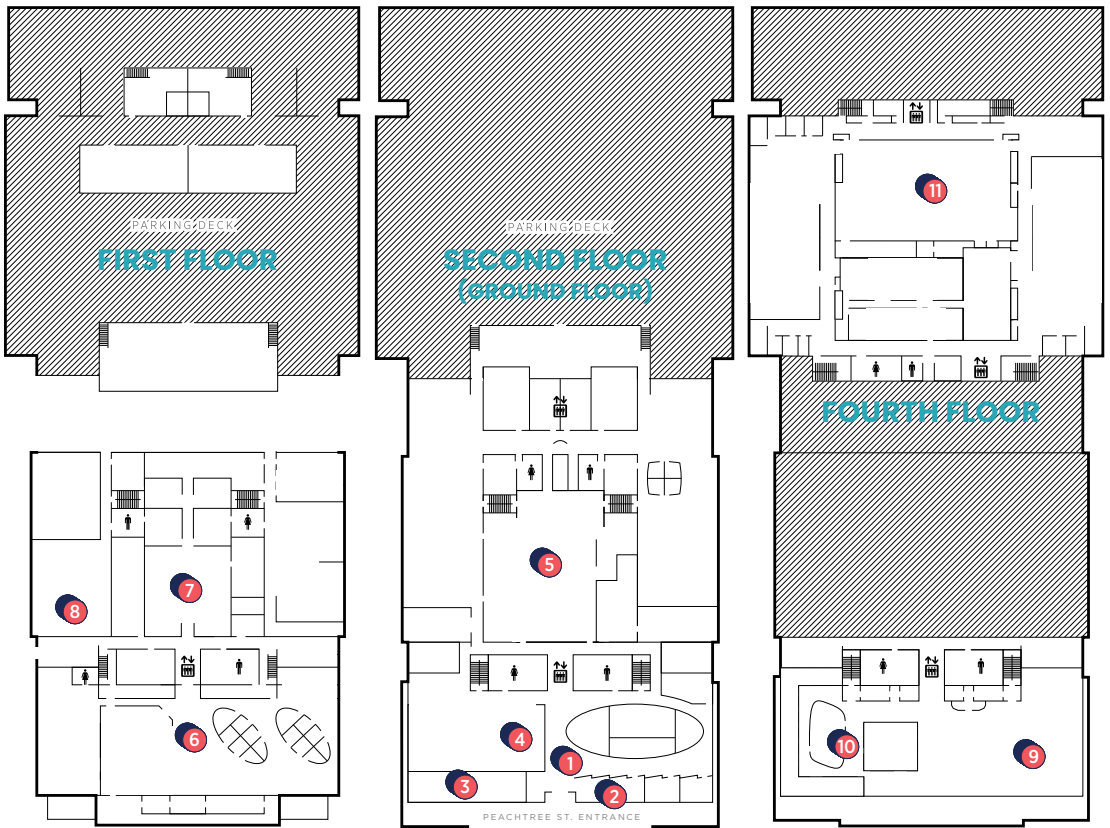 PARKING DECK
FIRST FLOOR
8
7
6
PARKING DECK
SECOND FLOOR
(GROUND FLOOR)
5
4
1
3
2
PEACHTREE ST. ENTRANCE
11
FOURTH FLOOR
10
9